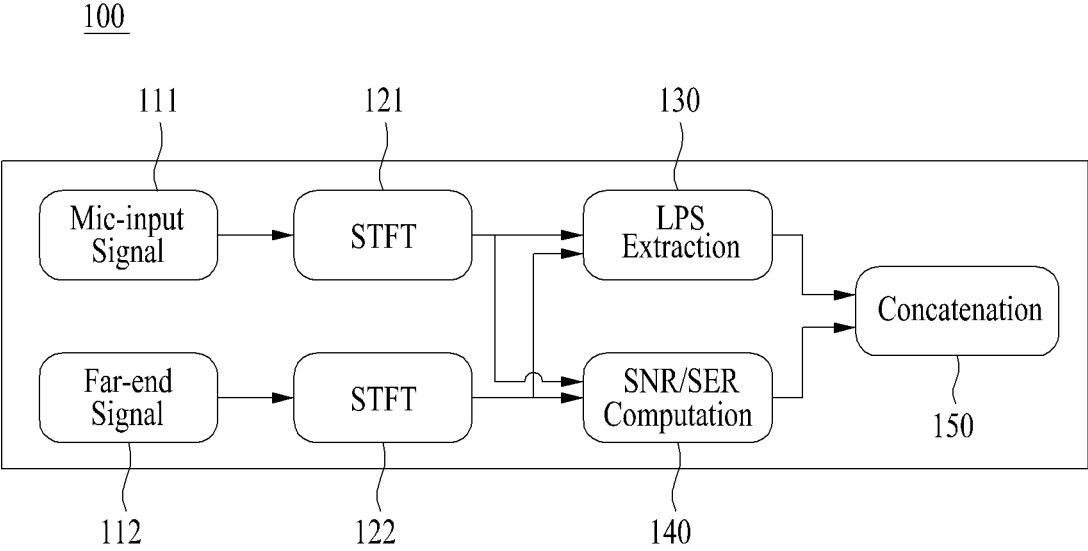 100
111
121
130
Mic-input
Signal
STFT
LPS
Extraction
Concatenation
Far-end
Signal
STFT
SNR/SER
Computation
150
112
122
140